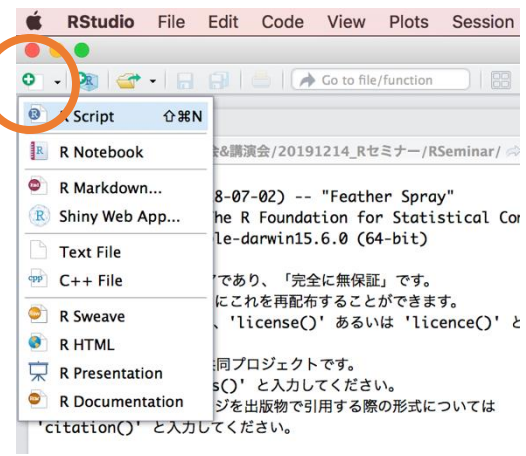 RStudio File Edit Code View Plots Session
Go to file/function
R Script ⇧⌘N
R Notebook
&講演会/20191214_Rセミナー/RSeminar/
R Markdown...
8-07-02) -- "Feather Spray"
Shiny Web App...
he R Foundation for Statistical Co
le-darwin15.6.0 (64-bit)
Text File
C++ File
であり、「完全に無保証」です。
にこれを再配布することができます。
R Sweave
、'license()' あるいは 'licence()' と
R HTML
同プロジェクトです。
R Presentation
s()' と入力してください。
R Documentation
ジを出版物で引用する際の形式については
'citation()' と入力してください。